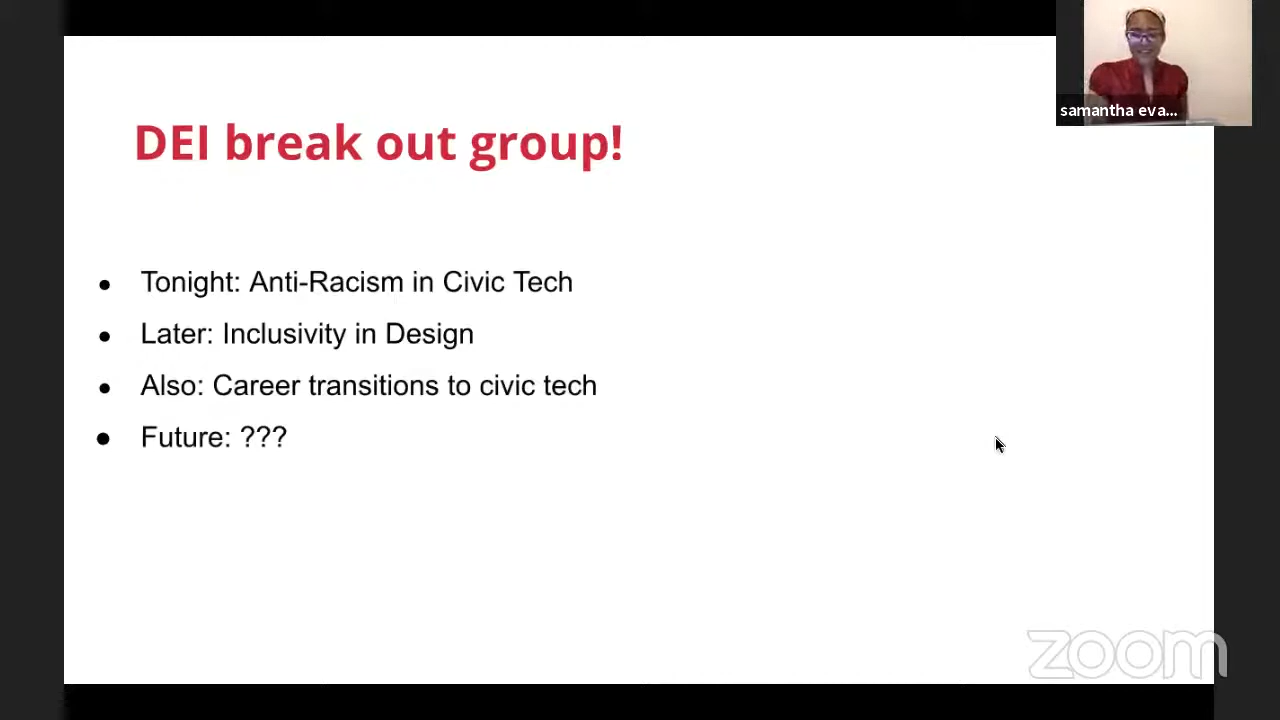 DEI break out group!
samantha eva...
● Tonight: Anti-Racism in Civic Tech
● Later: Inclusivity in Design
● Also: Career transitions to civic tech
● Future: ???
zoom